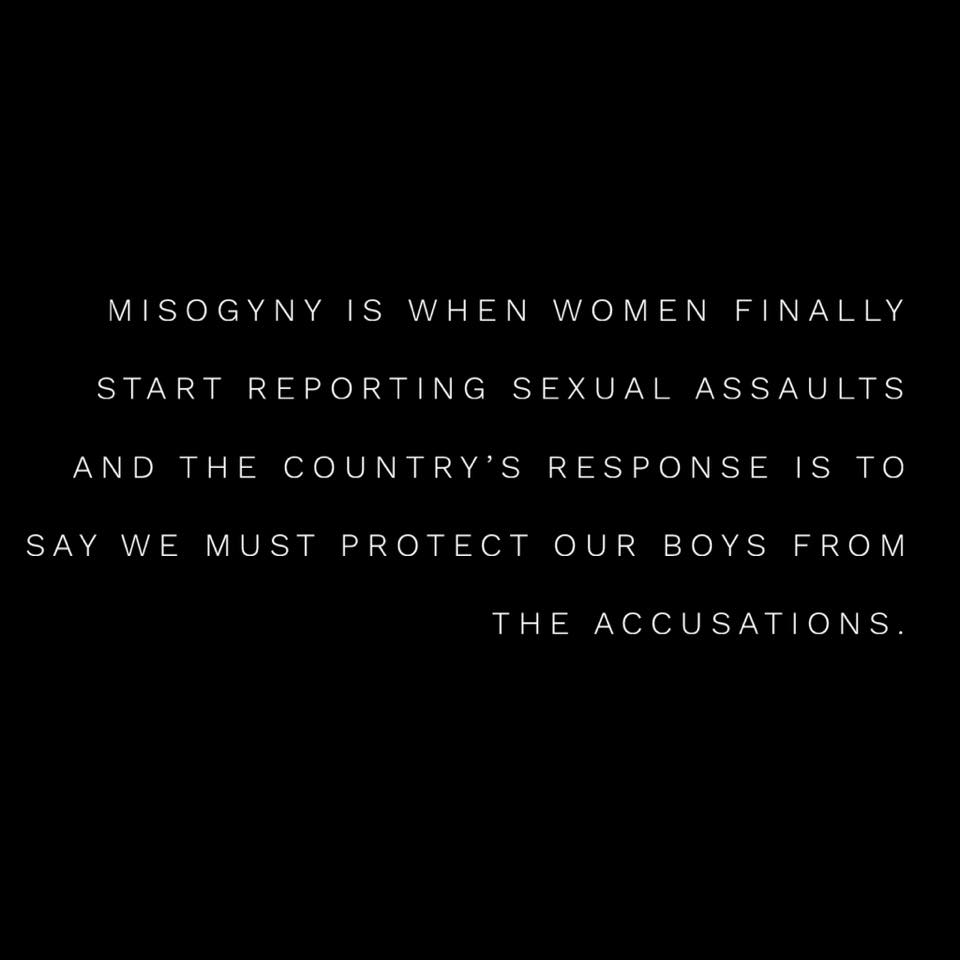 MISOGYNY IS WHEN WOMEN FINALLY
START REPORTING SEXUAL ASSAULTS
AND THE COUNTRY’S RESPONSE IS TO
SAY WE MUST PROTECT OUR BOYS FROM
THE ACCUSATIONS.